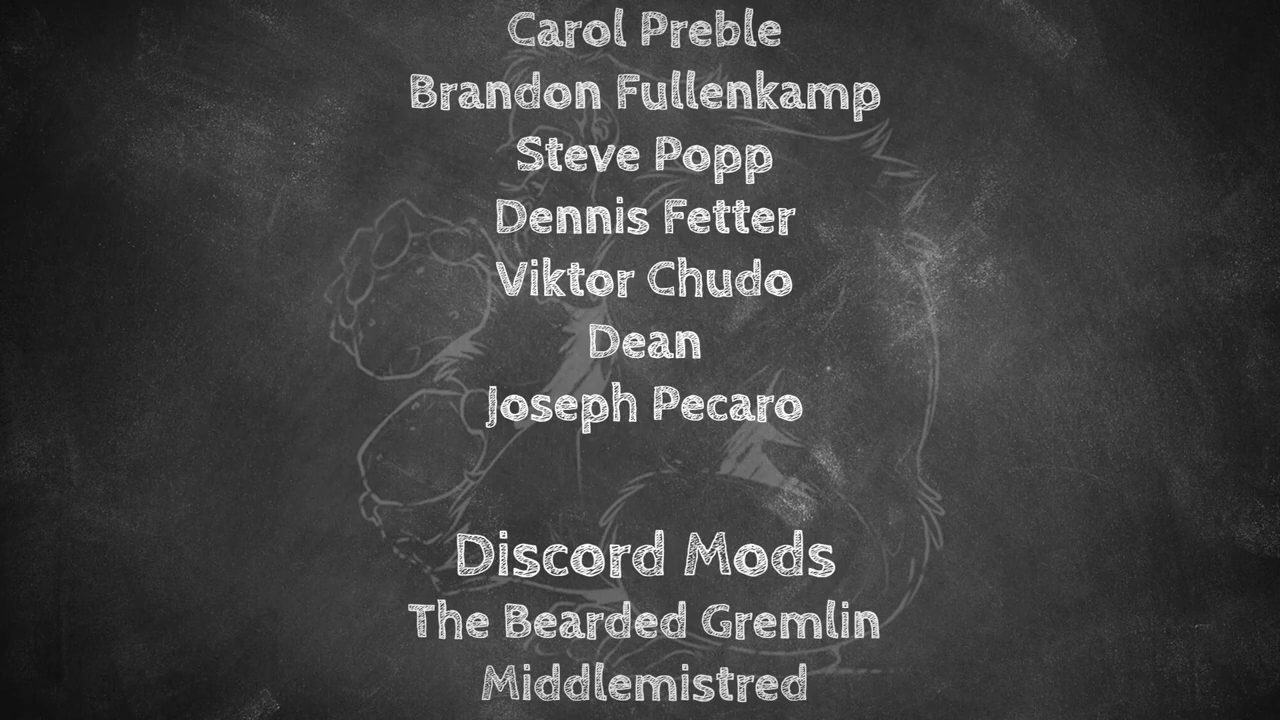 Carol Preble
Brandon Fullenkamp
Steve Popp
Dennis Fetter
Viktor Chudo
Dean
Joseph Pecaro
Discord Mods
The Bearded Gremlin
Middlemistred